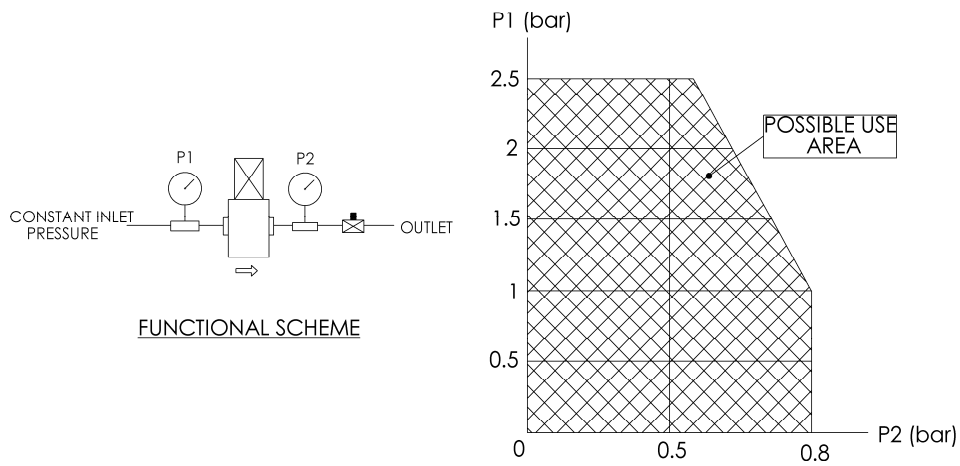 P1
P2
CONSTANT INLET
PRESSURE
OUTLET
FUNCTIONAL SCHEME
P1 (bar)
2.5
2
1.5
1
0.5
0
0.5
0.8
P2 (bar)
POSSIBLE USE
AREA